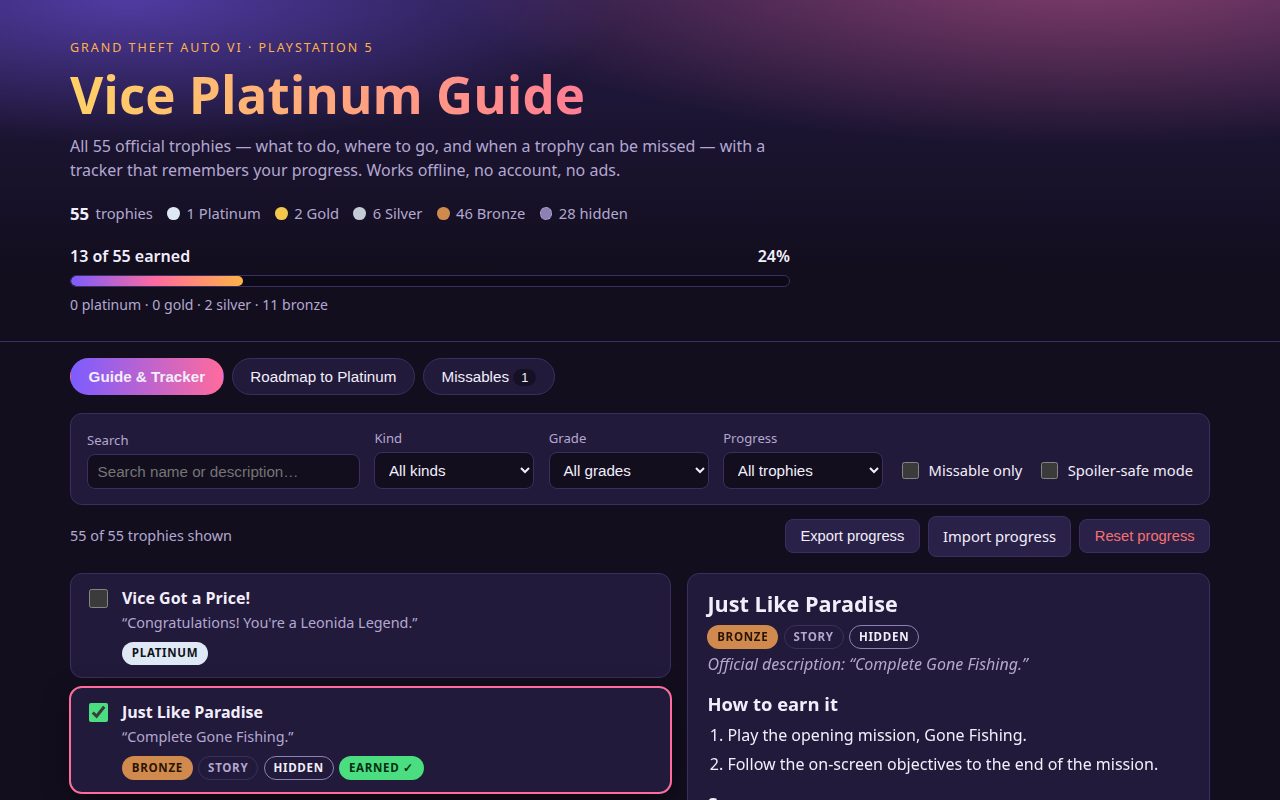 GRAND THEFT AUTO VI · PLAYSTATION 5
Vice Platinum Guide
All 55 official trophies — what to do, where to go, and when a trophy can be missed — with a
tracker that remembers your progress. Works offline, no account, no ads.
55 trophies 1 Platinum 2 Gold 6 Silver 46 Bronze 28 hidden
13 of 55 earned 24%
0 platinum · 0 gold · 2 silver · 11 bronze
Guide & Tracker Roadmap to Platinum Missables 1
Search Kind Grade Progress
Search name or description… All kinds All grades All trophies Missable only Spoiler-safe mode
55 of 55 trophies shown Export progress Import progress Reset progress
Vice Got a Price!
“Congratulations! You're a Leonida Legend.”
PLATINUM
Just Like Paradise
“Complete Gone Fishing.”
BRONZE STORY HIDDEN EARNED ✓
Just Like Paradise
BRONZE STORY HIDDEN
Official description: “Complete Gone Fishing.”
How to earn it
1. Play the opening mission, Gone Fishing.
2. Follow the on-screen objectives to the end of the mission.